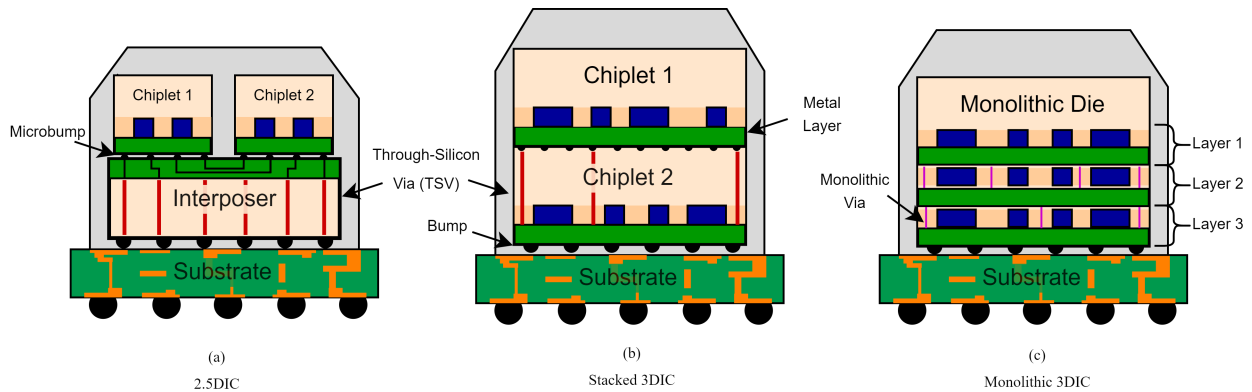 Chiplet 1
Chiplet 2
Microbump
Interposer
Substrate
Through-Silicon
Via (TSV)
Bump
(a)
2.5DIC
Chiplet 1
Metal
Layer
Chiplet 2
Substrate
(b)
Stacked 3DIC
Monolithic Die
Layer 1
Layer 2
Layer 3
Monolithic
Via
Substrate
(c)
Monolithic 3DIC